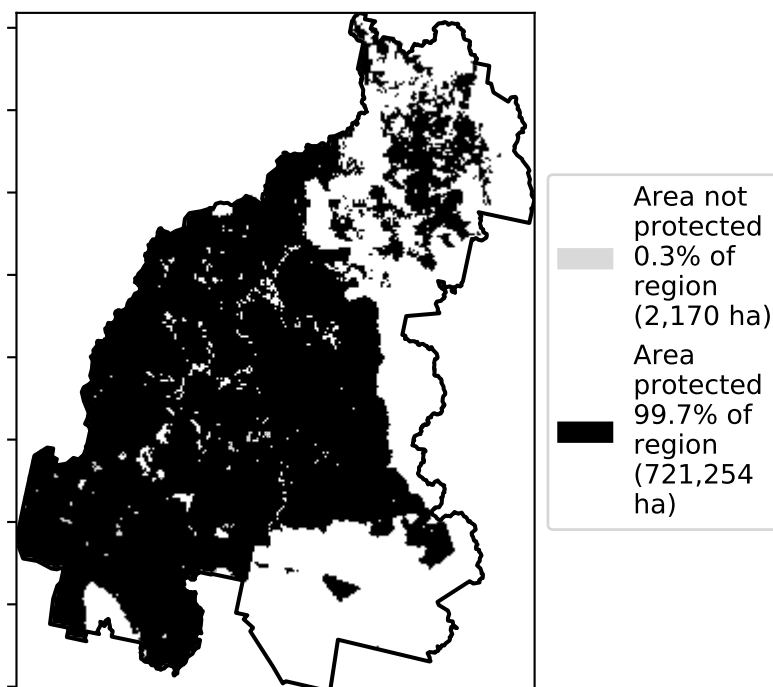 Area not
protected
0.3% of
region
(2,170 ha)
Area
protected
99.7% of
region
(721,254
ha)